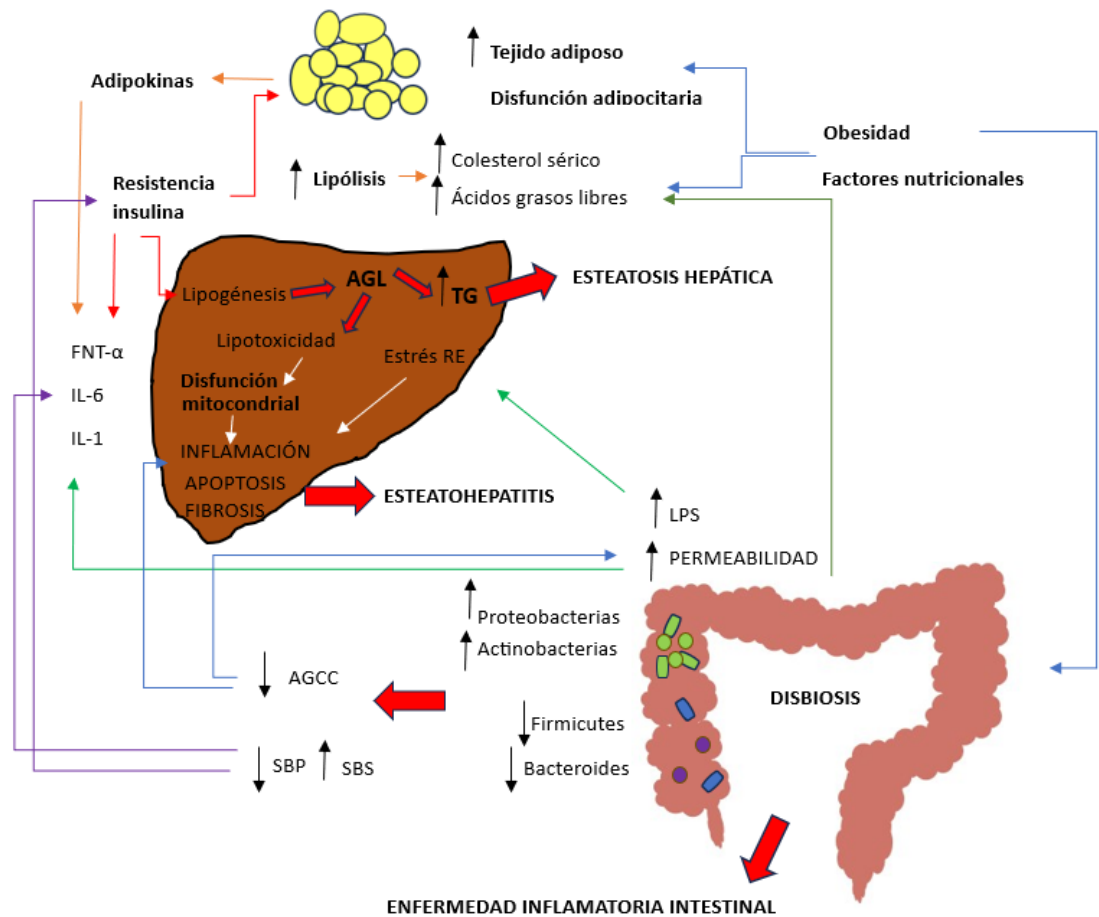 Tejido adiposo
Adipokinas
Disfunción adipocitaria
Obesidad
Factores nutricionales
Colesterol sérico
Lipólisis
Ácidos grasos libres
Resistencia
insulina
ESTEATOSIS HEPÁTICA
AGL
TG
Lipogénesis
Lipotoxicidad
Estrés RE
FNT-α
IL-6
IL-1
Disfunción
mitocondrial
INFLAMACIÓN
APOPTOSIS
FIBROSIS
ESTEATOHEPATITIS
LPS
PERMEABILIDAD
Proteobacterias
Actinobacterias
AGCC
Firmicutes
Bacteroides
SBP
SBS
DISBIOSIS
ENFERMEDAD INFLAMATORIA INTESTINAL